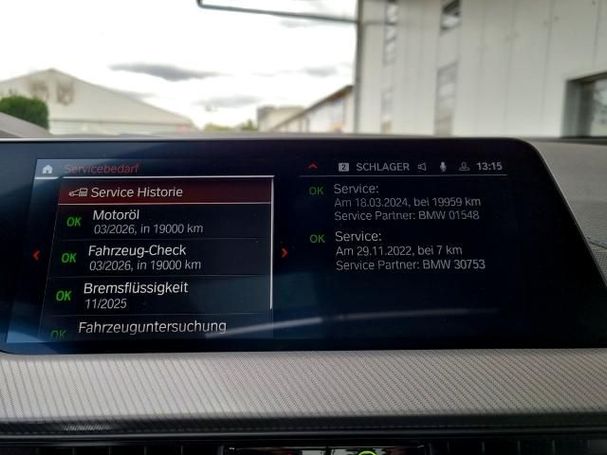 Servicebedarf
2 SCHLAGER 13:15
Service Historie
OK Motoröl
03/2026, in 19000 km
OK Fahrzeug-Check
03/2026, in 19000 km
OK Bremsflüssigkeit
11/2025
OK Fahrzeuguntersuchung
OK Service:
Am 18.03.2024, bei 19959 km
Service Partner: BMW 01548
OK Service:
Am 29.11.2022, bei 7 km
Service Partner: BMW 30753